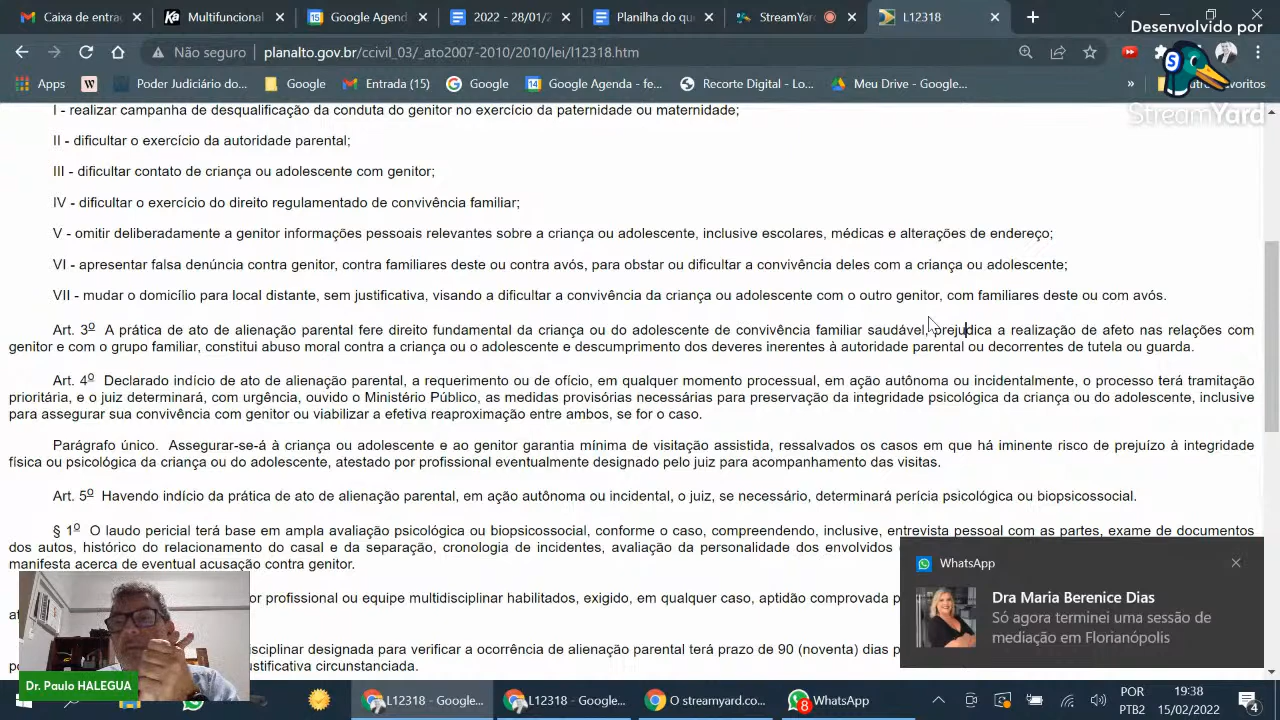 Caixa de entra
Multifuncional
Google Agenda
2022 - 28/01/2
Planilha do qu
StreamYard
L12318
Desenvolvido por
Não seguro
planalto.gov.br/ccivil_03/_ato2007-2010/2010/lei/l12318.htm
Apps
Poder Judiciário do...
Google
Entrada (15)
Google
Google Agenda - fe...
Recorte Digital - Lo...
Meu Drive - Googl...
utros favoritos
StreamYard
I - realizar campanha de desqualificação da conduta do genitor no exercício da paternidade ou maternidade;
II - dificultar o exercício da autoridade parental;
III - dificultar contato de criança ou adolescente com genitor;
IV - dificultar o exercício do direito regulamentado de convivência familiar;
V - omitir deliberadamente a genitor informações pessoais relevantes sobre a criança ou adolescente, inclusive escolares, médicas e alterações de endereço;
VI - apresentar falsa denúncia contra genitor, contra familiares deste ou contra avós, para obstar ou dificultar a convivência deles com a criança ou adolescente;
VII - mudar o domicílio para local distante, sem justificativa, visando a dificultar a convivência da criança ou adolescente com o outro genitor, com familiares deste ou com avós.
Art. 3º A prática de ato de alienação parental fere direito fundamental da criança ou do adolescente de convivência familiar saudável, prejudica a realização de afeto nas relações com
genitor e com o grupo familiar, constitui abuso moral contra a criança ou o adolescente e descumprimento dos deveres inerentes à autoridade parental ou decorrentes de tutela ou guarda.
Art. 4º Declarado indício de ato de alienação parental, a requerimento ou de ofício, em qualquer momento processual, em ação autônoma ou incidentalmente, o processo terá tramitação
prioritária, e o juiz determinará, com urgência, ouvido o Ministério Público, as medidas provisórias necessárias para preservação da integridade psicológica da criança ou do adolescente, inclusive
para assegurar sua convivência com genitor ou viabilizar a efetiva reaproximação entre ambos, se for o caso.
Parágrafo único. Assegurar-se-á à criança ou adolescente e ao genitor garantia mínima de visitação assistida, ressalvados os casos em que há iminente risco de prejuízo à integridade
física ou psicológica da criança ou do adolescente, atestado por profissional eventualmente designado pelo juiz para acompanhamento das visitas.
Art. 5º Havendo indício da prática de ato de alienação parental, em ação autônoma ou incidental, o juiz, se necessário, determinará perícia psicológica ou biopsicossocial.
§ 1º O laudo pericial terá base em ampla avaliação psicológica ou biopsicossocial, conforme o caso, compreendendo, inclusive, entrevista pessoal com as partes, exame de documentos
dos autos, histórico do relacionamento do casal e da separação, cronologia de incidentes, avaliação da personalidade dos envolvidos
manifesta acerca de eventual acusação contra genitor.
or profissional ou equipe multidisciplinar habilitados, exigido, em qualquer caso, aptidão comprovada
isciplinar designada para verificar a ocorrência de alienação parental terá prazo de 90 (noventa) dias
stificativa circunstanciada.
WhatsApp
Dra Maria Berenice Dias
Só agora terminei uma sessão de
mediação em Florianópolis
Dr. Paulo HALEGUA
L12318 - Google...
L12318 - Google...
O streamyard.co...
8
WhatsApp
POR
PTB2
19:38
15/02/2022
4